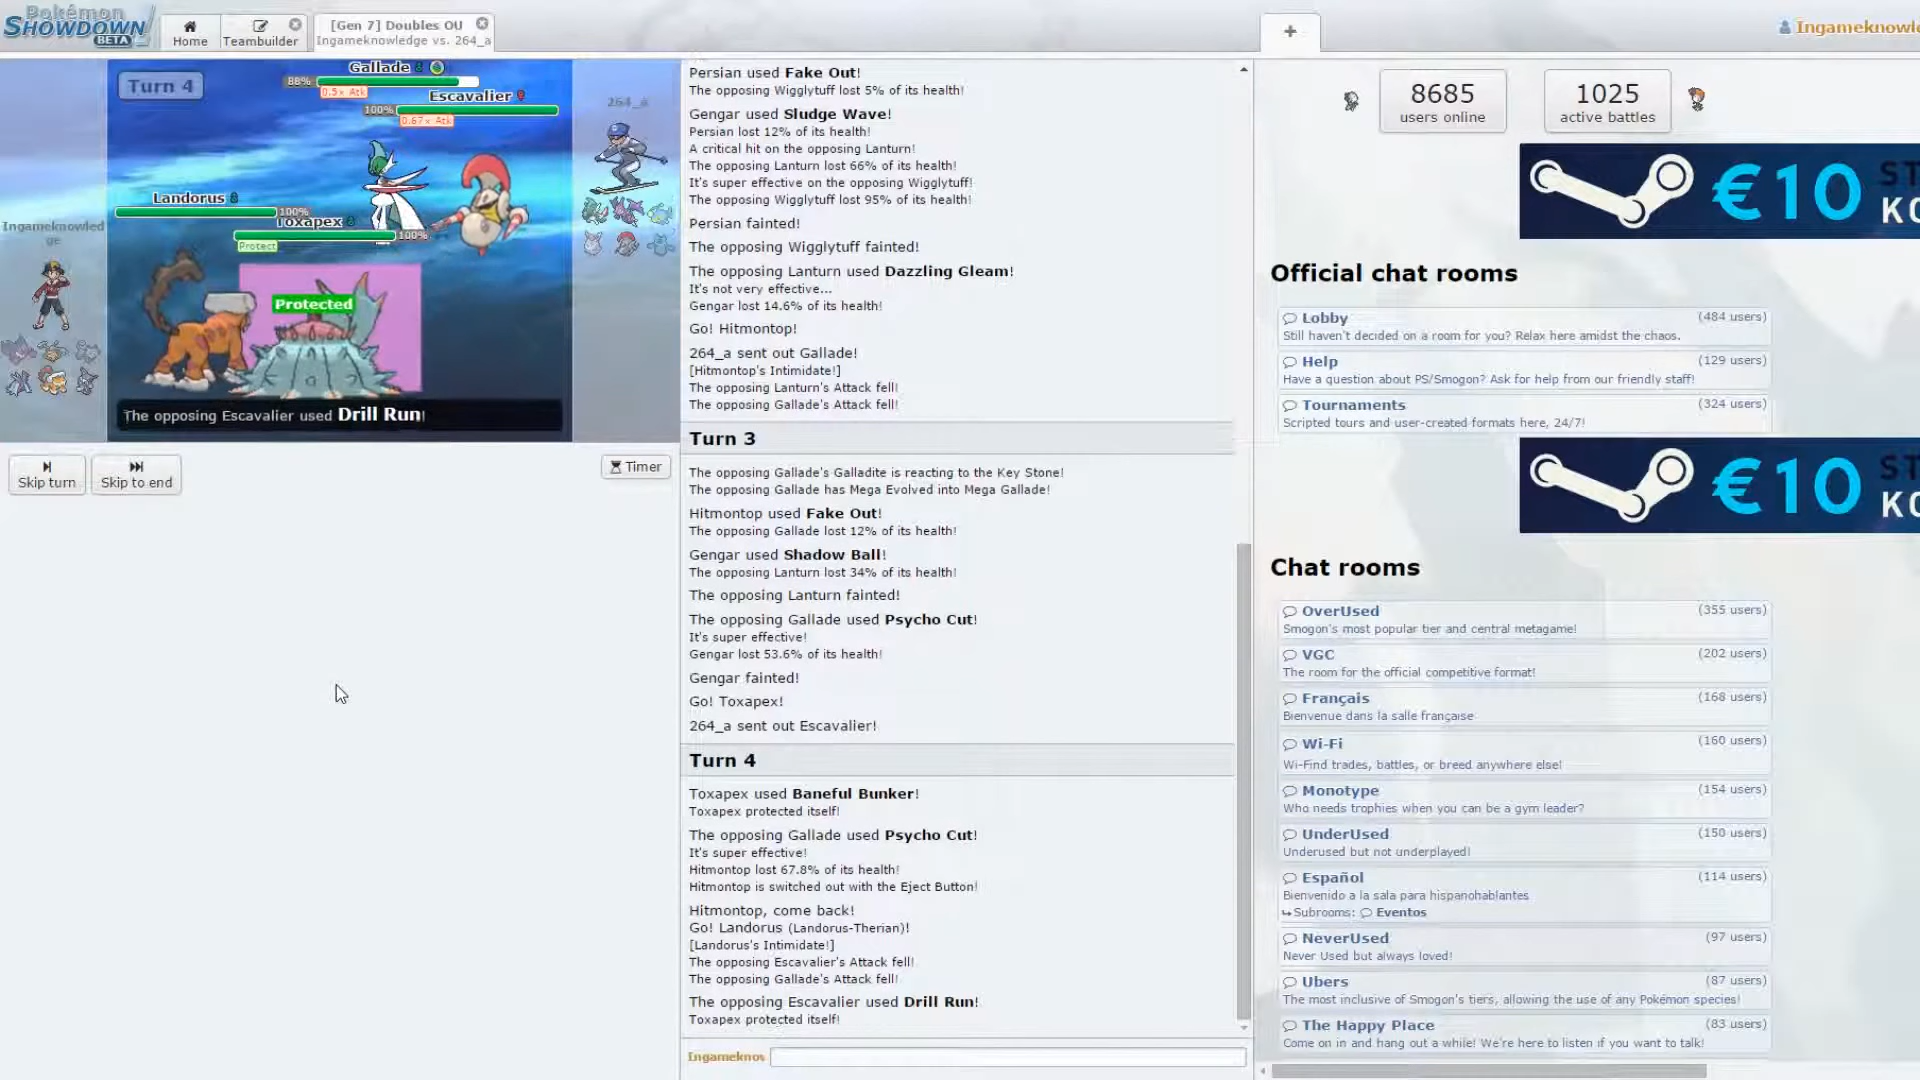 Pokémon
SHOWDOWN
BETA
Home
Teambuilder
[Gen 7] Doubles OU
Ingameknowledge vs. 264_a
+
Turn 4
Gallade
88%
0.5× Atk
Escavalier
100%
0.67× Atk
Landorus
100%
Toxapex
100%
Protect
Protected
The opposing Escavalier used Drill Run!
Ingameknowled
ge
264_a
Skip turn
Skip to end
Timer
Persian used Fake Out!
The opposing Wigglytuff lost 5% of its health!
Gengar used Sludge Wave!
Persian lost 12% of its health!
A critical hit on the opposing Lanturn!
The opposing Lanturn lost 66% of its health!
It's super effective on the opposing Wigglytuff!
The opposing Wigglytuff lost 95% of its health!
Persian fainted!
The opposing Wigglytuff fainted!
The opposing Lanturn used Dazzling Gleam!
It's not very effective...
Gengar lost 14.6% of its health!
Go! Hitmontop!
264_a sent out Gallade!
[Hitmontop's Intimidate!]
The opposing Lanturn's Attack fell!
The opposing Gallade's Attack fell!
Turn 3
The opposing Gallade's Galladite is reacting to the Key Stone!
The opposing Gallade has Mega Evolved into Mega Gallade!
Hitmontop used Fake Out!
The opposing Gallade lost 12% of its health!
Gengar used Shadow Ball!
The opposing Lanturn lost 34% of its health!
The opposing Lanturn fainted!
The opposing Gallade used Psycho Cut!
It's super effective!
Gengar lost 53.6% of its health!
Gengar fainted!
Go! Toxapex!
264_a sent out Escavalier!
Turn 4
Toxapex used Baneful Bunker!
Toxapex protected itself!
The opposing Gallade used Psycho Cut!
It's super effective!
Hitmontop lost 67.8% of its health!
Hitmontop is switched out with the Eject Button!
Hitmontop, come back!
Go! Landorus (Landorus-Therian)!
[Landorus's Intimidate!]
The opposing Escavalier's Attack fell!
The opposing Gallade's Attack fell!
The opposing Escavalier used Drill Run!
Toxapex protected itself!
Ingameknow
Ingameknowle
8685
users online
1025
active battles
€10 ST
KO
Official chat rooms
Lobby (484 users)
Still haven't decided on a room for you? Relax here amidst the chaos.
Help (129 users)
Have a question about PS/Smogon? Ask for help from our friendly staff!
Tournaments (324 users)
Scripted tours and user-created formats here, 24/7!
€10 ST
KO
Chat rooms
OverUsed (355 users)
Smogon's most popular tier and central metagame!
VGC (202 users)
The room for the official competitive format!
Français (168 users)
Bienvenue dans la salle française
Wi-Fi (160 users)
Wi-Find trades, battles, or breed anywhere else!
Monotype (154 users)
Who needs trophies when you can be a gym leader?
UnderUsed (150 users)
Underused but not underplayed!
Español (114 users)
Bienvenido a la sala para hispanohablantes
Subrooms: Eventos
NeverUsed (97 users)
Never Used but always loved!
Ubers (87 users)
The most inclusive of Smogon's tiers, allowing the use of any Pokémon species!
The Happy Place (83 users)
Come on in and hang out a while! We're here to listen if you want to talk!